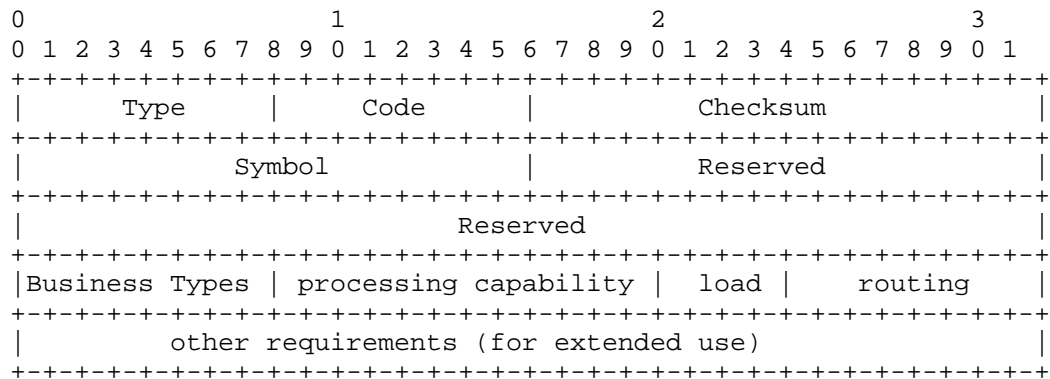 0                   1                   2                   3
0 1 2 3 4 5 6 7 8 9 0 1 2 3 4 5 6 7 8 9 0 1 2 3 4 5 6 7 8 9 0 1
+-+-+-+-+-+-+-+-+-+-+-+-+-+-+-+-+-+-+-+-+-+-+-+-+-+-+-+-+-+-+-+-+
|      Type     |     Code      |          Checksum             |
+-+-+-+-+-+-+-+-+-+-+-+-+-+-+-+-+-+-+-+-+-+-+-+-+-+-+-+-+-+-+-+-+
|             Symbol            |          Reserved             |
+-+-+-+-+-+-+-+-+-+-+-+-+-+-+-+-+-+-+-+-+-+-+-+-+-+-+-+-+-+-+-+-+
|                           Reserved                            |
+-+-+-+-+-+-+-+-+-+-+-+-+-+-+-+-+-+-+-+-+-+-+-+-+-+-+-+-+-+-+-+-+
|Business Types | processing capability |  load |    routing    |
+-+-+-+-+-+-+-+-+-+-+-+-+-+-+-+-+-+-+-+-+-+-+-+-+-+-+-+-+-+-+-+-+
|         other requirements (for extended use)                 |
+-+-+-+-+-+-+-+-+-+-+-+-+-+-+-+-+-+-+-+-+-+-+-+-+-+-+-+-+-+-+-+-+